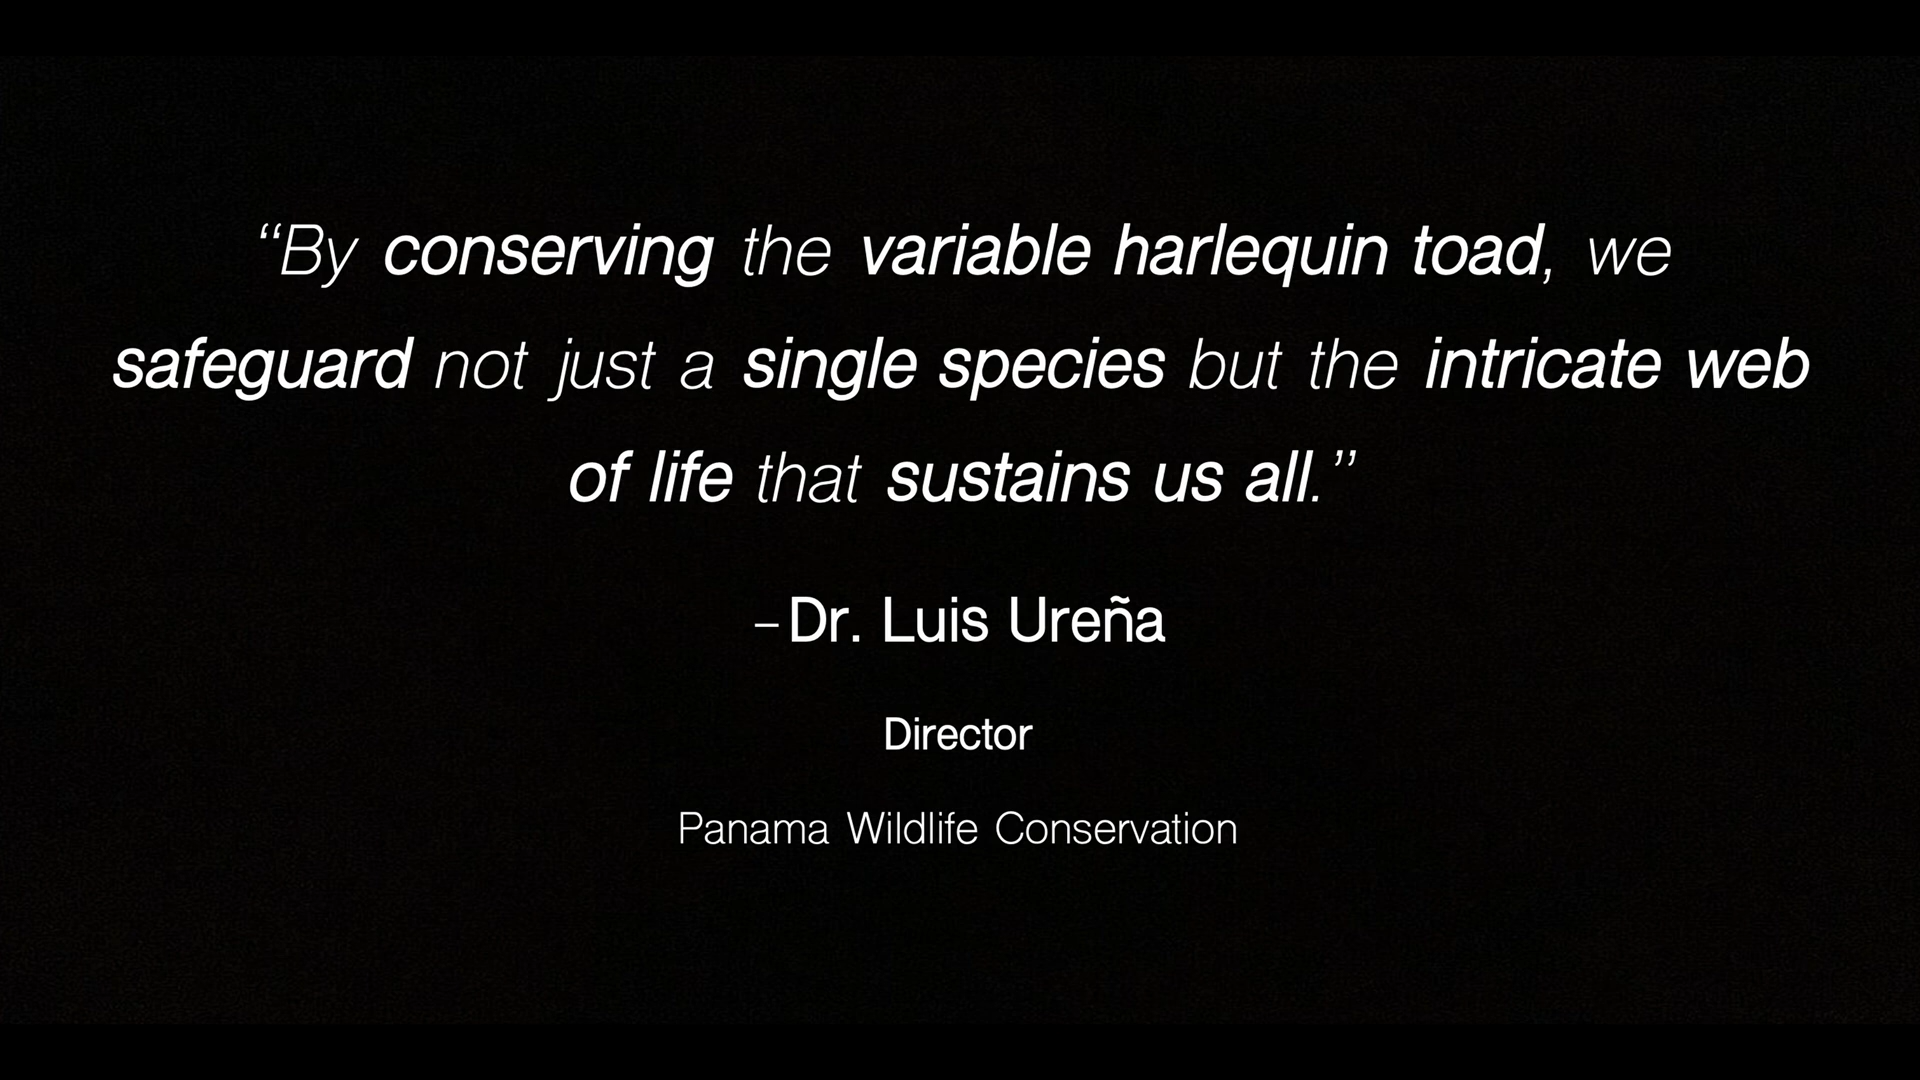 “By conserving the variable harlequin toad, we
safeguard not just a single species but the intricate web
of life that sustains us all.”
–Dr. Luis Ureña
Director
Panama Wildlife Conservation